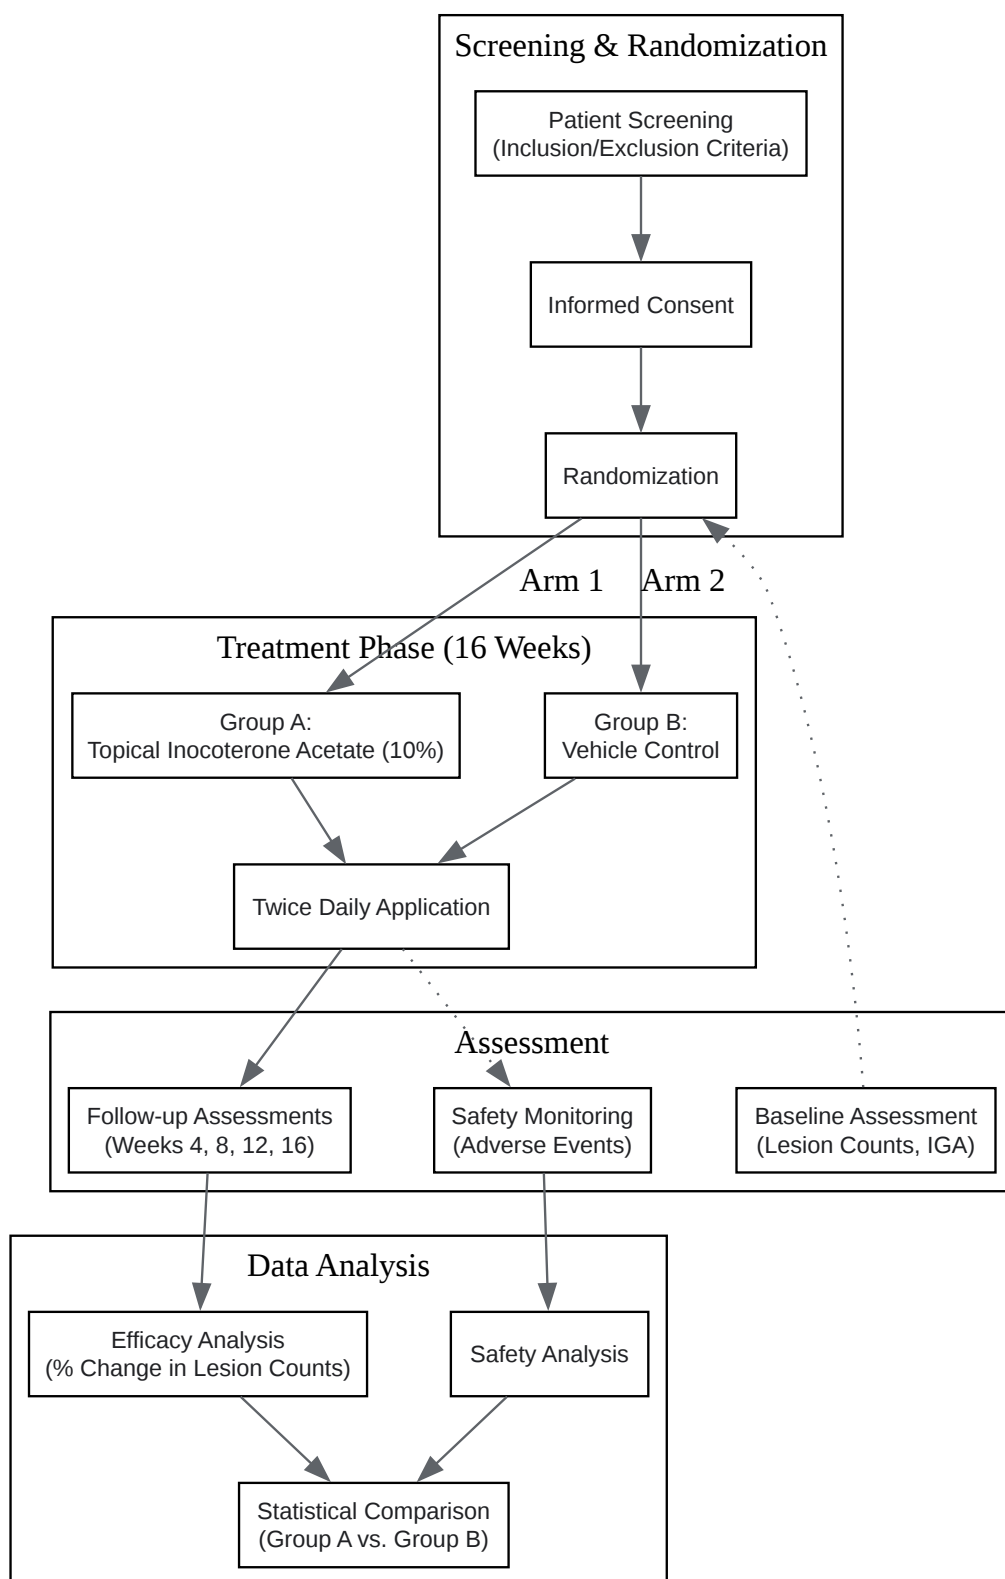 Screening & Randomization
Patient Screening
(Inclusion/Exclusion Criteria)
Informed Consent
Randomization
Arm 1
Arm 2
Treatment Phase (16 Weeks)
Group A:
Topical Inocoterone Acetate (10%)
Group B:
Vehicle Control
Twice Daily Application
Assessment
Follow-up Assessments
(Weeks 4, 8, 12, 16)
Safety Monitoring
(Adverse Events)
Baseline Assessment
(Lesion Counts, IGA)
Data Analysis
Efficacy Analysis
(% Change in Lesion Counts)
Safety Analysis
Statistical Comparison
(Group A vs. Group B)